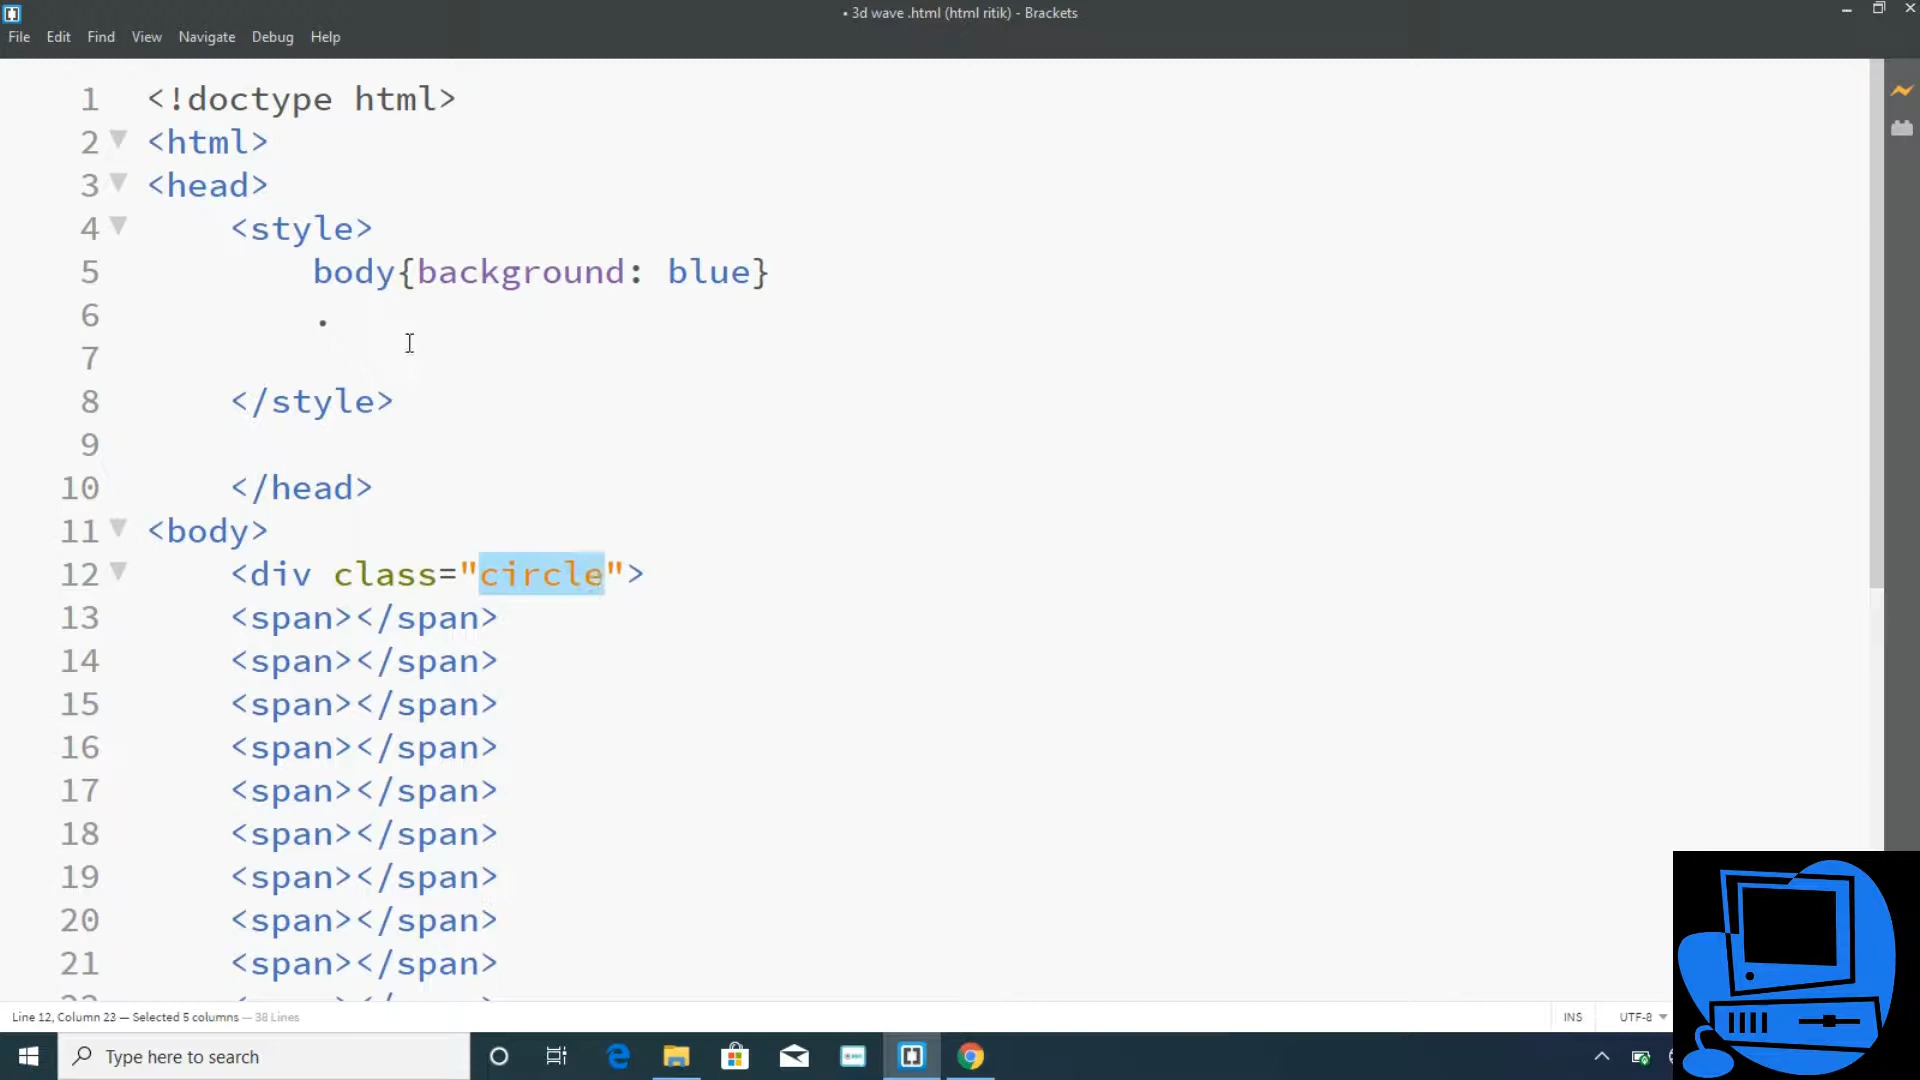 • 3d wave .html (html ritik) - Brackets
File Edit Find View Navigate Debug Help
1 <!doctype html>
2 <html>
3 <head>
4 <style>
5 body{background: blue}
6 .
7
8 </style>
9
10 </head>
11 <body>
12 <div class="circle">
13 <span></span>
14 <span></span>
15 <span></span>
16 <span></span>
17 <span></span>
18 <span></span>
19 <span></span>
20 <span></span>
21 <span></span>
Line 12, Column 23 — Selected 5 columns — 38 Lines
INS UTF-8
Type here to search